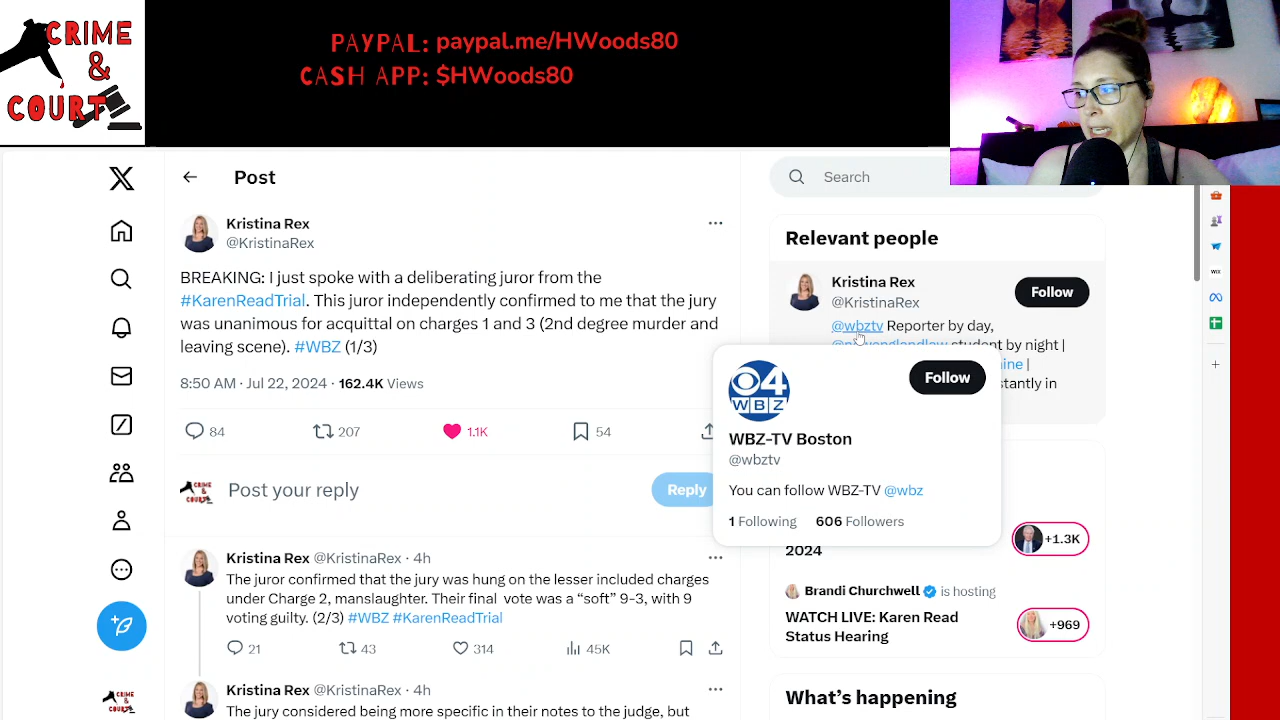 CRIME
&
COURT
PAYPAL: paypal.me/HWoods80
CASH APP: $HWoods80
Post
Search
Kristina Rex
@KristinaRex
BREAKING: I just spoke with a deliberating juror from the
#KarenReadTrial. This juror independently confirmed to me that the jury
was unanimous for acquittal on charges 1 and 3 (2nd degree murder and
leaving scene). #WBZ (1/3)
8:50 AM · Jul 22, 2024 · 162.4K Views
84
207
1.1K
54
CRIME
&
COURT
Post your reply
Reply
Kristina Rex @KristinaRex · 4h
The juror confirmed that the jury was hung on the lesser included charges
under Charge 2, manslaughter. Their final vote was a “soft” 9-3, with 9
voting guilty. (2/3) #WBZ #KarenReadTrial
21
43
314
45K
Kristina Rex @KristinaRex · 4h
The jury considered being more specific in their notes to the judge, but
Relevant people
Kristina Rex
@KristinaRex
Follow
@wbztv Reporter by day,
student by night |
stantly in
4
WBZ
Follow
WBZ-TV Boston
@wbztv
You can follow WBZ-TV @wbz
1 Following 606 Followers
2024
+1.3K
Brandi Churchwell is hosting
WATCH LIVE: Karen Read
Status Hearing
+969
What’s happening
WIX
CRIME
&
COURT